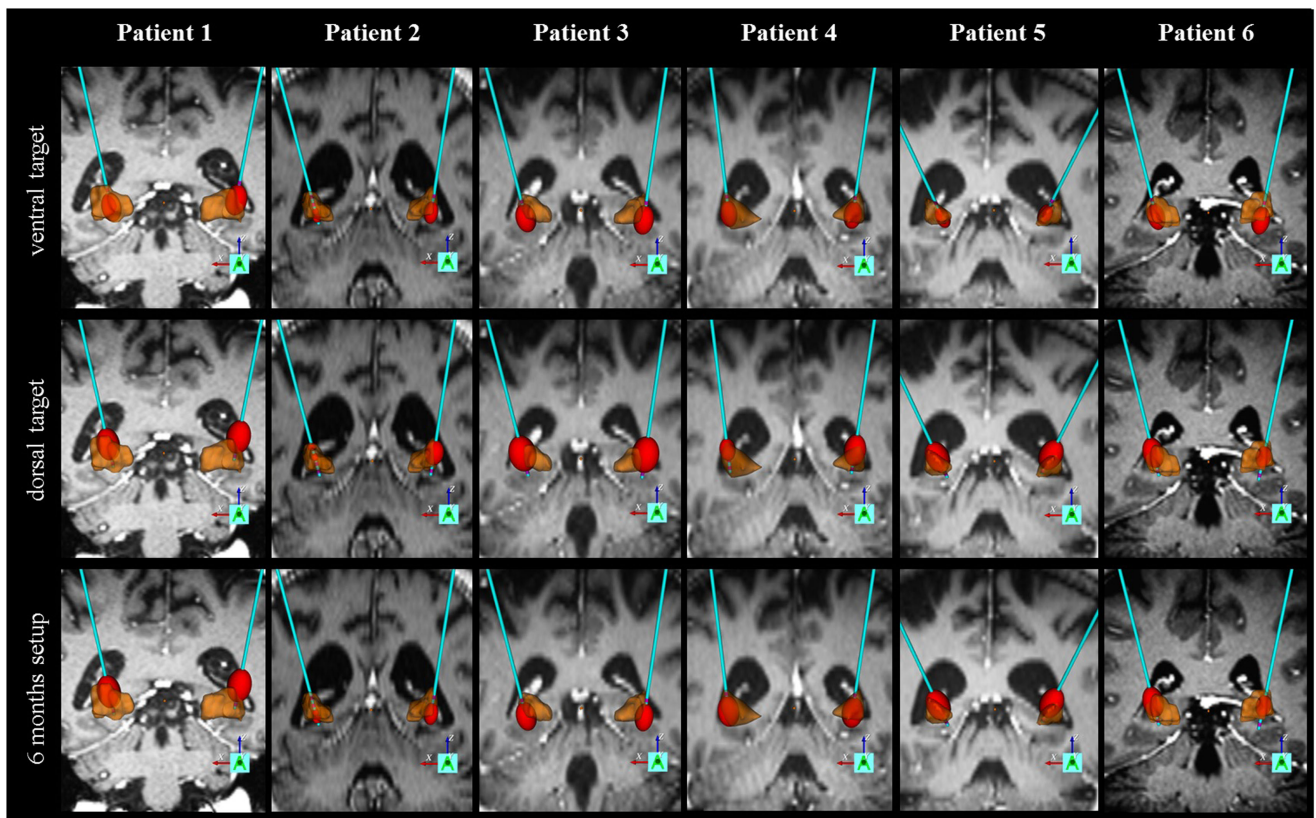 Patient 1 Patient 2 Patient 3 Patient 4 Patient 5 Patient 6
ventral target
z z z z z z
x x x x x x
A A A A A A
dorsal target
z z z z z z
x x x x x x
A A A A A A
6 months setup
z z z z z z
x x x x x x
A A A A A A